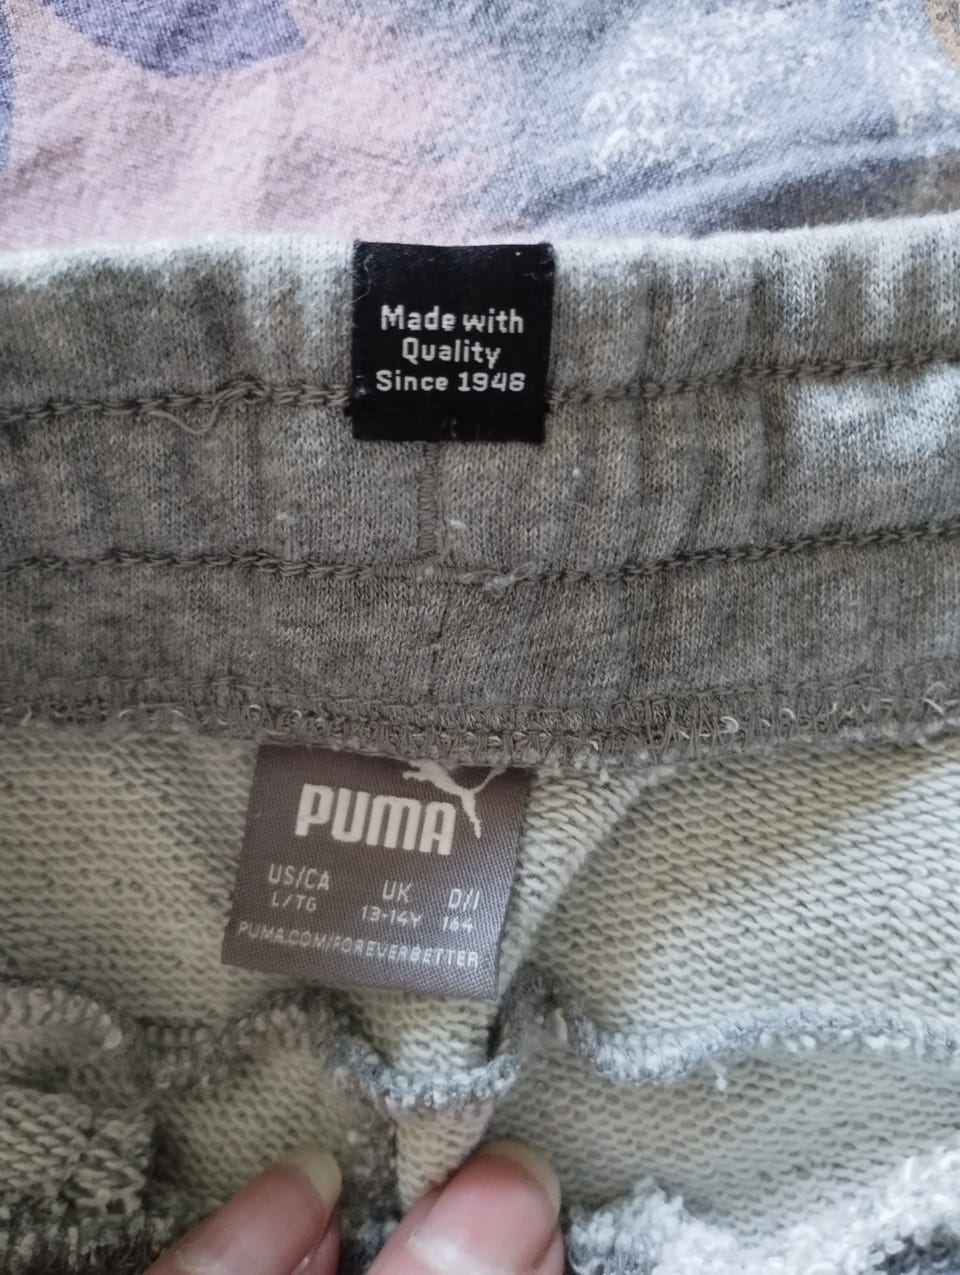 Made with
Quality
Since 1948
PUMA
US/CA UK D/I
L/TG 13-14Y 164
PUMA.COM/FOREVERBETTER